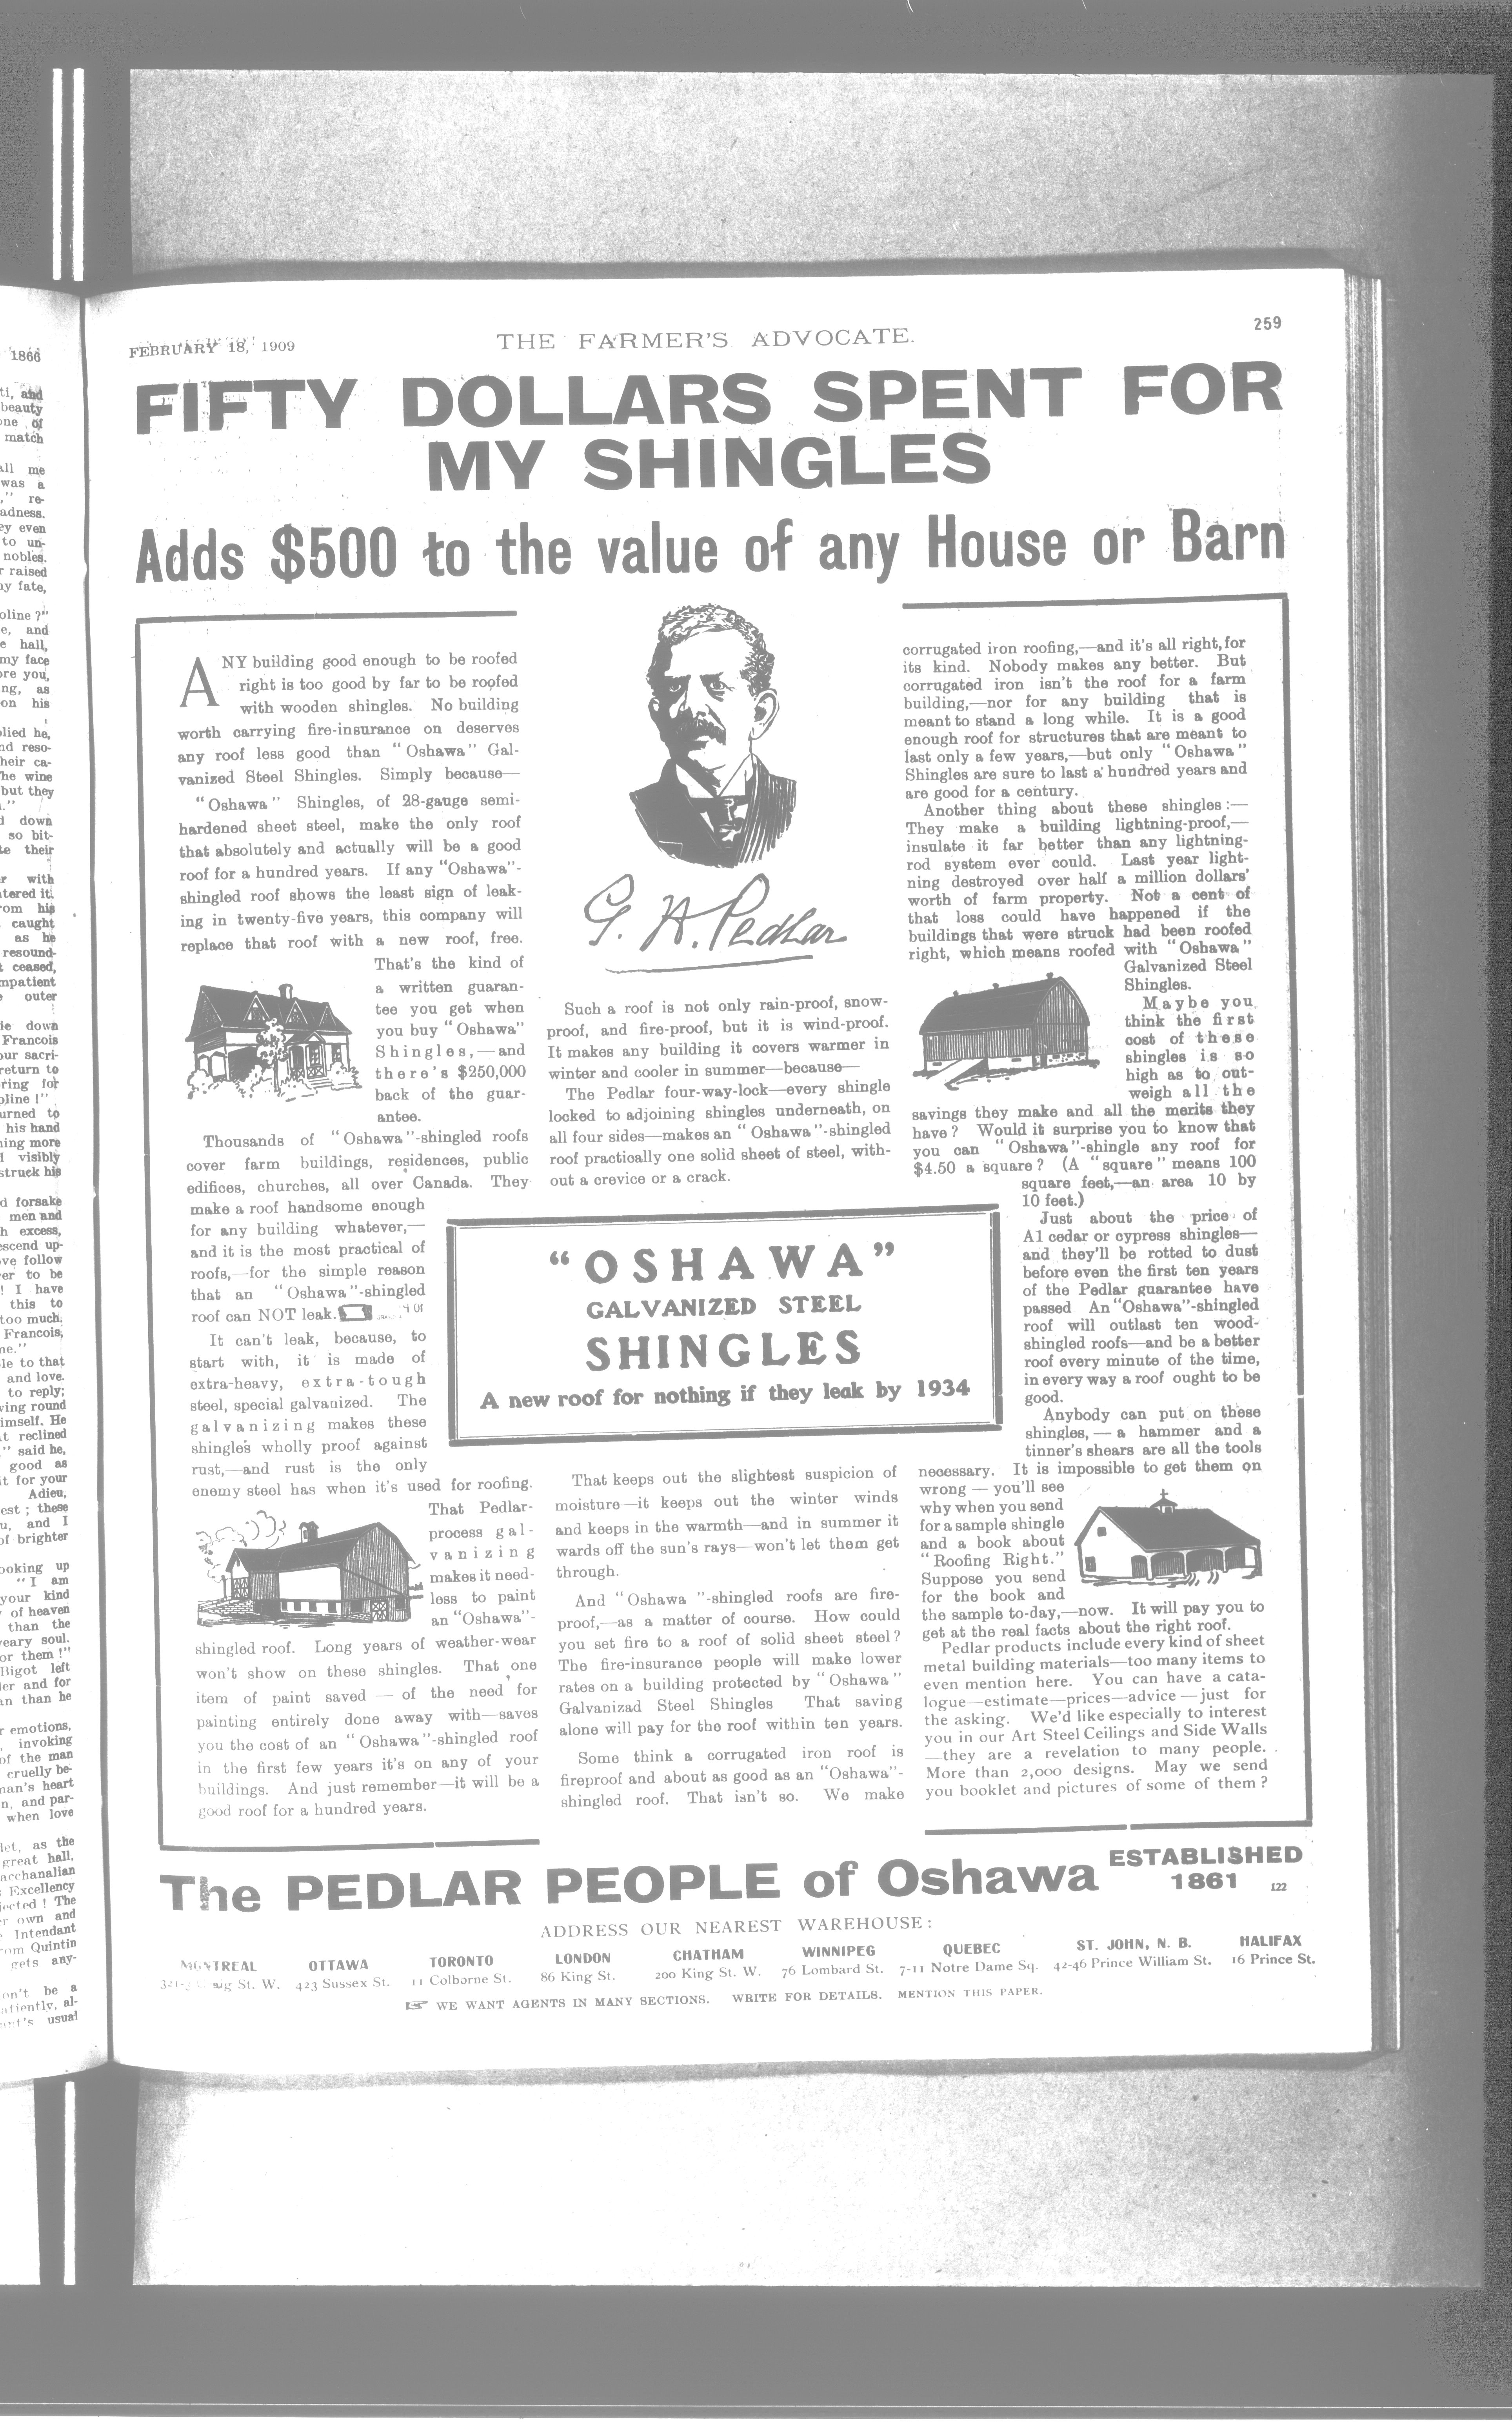 FEBRUARY 18, 1909
THE FARMER'S ADVOCATE.
259
FIFTY DOLLARS SPENT FOR
MY SHINGLES
Adds $500 to the value of any House or Barn
ANY building good enough to be roofed
right is too good by far to be roofed
with wooden shingles. No building
worth carrying fire-insurance on deserves
any roof less good than "Oshawa" Gal-
vanized Steel Shingles. Simply because—
"Oshawa" Shingles, of 28-gauge semi-
hardened sheet steel, make the only roof
that absolutely and actually will be a good
roof for a hundred years. If any "Oshawa"-
shingled roof shows the least sign of leak-
ing in twenty-five years, this company will
replace that roof with a new roof, free.
That's the kind of
a written guaran-
tee you get when
you buy "Oshawa"
Shingles,—and
there's $250,000
back of the guar-
antee.
Thousands of "Oshawa"-shingled roofs
cover farm buildings, residences, public
edifices, churches, all over Canada. They
make a roof handsome enough
for any building whatever,—
and it is the most practical of
roofs,—for the simple reason
that an "Oshawa"-shingled
roof can NOT leak.
It can't leak, because, to
start with, it is made of
extra-heavy, extra-tough
steel, special galvanized. The
galvanizing makes these
shingles wholly proof against
rust,—and rust is the only
enemy steel has when it's used for roofing.
That Pedlar-
process gal-
vanizing
makes it need-
less to paint
an "Oshawa"-
shingled roof. Long years of weather-wear
won't show on these shingles. That one
item of paint saved — of the need for
painting entirely done away with—saves
you the cost of an "Oshawa"-shingled roof
in the first few years it's on any of your
buildings. And just remember—it will be a
good roof for a hundred years.
G. H. Pedlar
Such a roof is not only rain-proof, snow-
proof, and fire-proof, but it is wind-proof.
It makes any building it covers warmer in
winter and cooler in summer—because—
The Pedlar four-way-lock—every shingle
locked to adjoining shingles underneath, on
all four sides—makes an "Oshawa"-shingled
roof practically one solid sheet of steel, with-
out a crevice or a crack.
"OSHAWA"
GALVANIZED STEEL
SHINGLES
A new roof for nothing if they leak by 1934
That keeps out the slightest suspicion of
moisture—it keeps out the winter winds
and keeps in the warmth—and in summer it
wards off the sun's rays—won't let them get
through.
And "Oshawa"-shingled roofs are fire-
proof,—as a matter of course. How could
you set fire to a roof of solid sheet steel?
The fire-insurance people will make lower
rates on a building protected by "Oshawa"
Galvanizad Steel Shingles That saving
alone will pay for the roof within ten years.
Some think a corrugated iron roof is
fireproof and about as good as an "Oshawa"-
shingled roof. That isn't so. We make
corrugated iron roofing,—and it's all right, for
its kind. Nobody makes any better. But
corrugated iron isn't the roof for a farm
building,—nor for any building that is
meant to stand a long while. It is a good
enough roof for structures that are meant to
last only a few years,—but only "Oshawa"
Shingles are sure to last a hundred years and
are good for a century.
Another thing about these shingles:—
They make a building lightning-proof,—
insulate it far better than any lightning-
rod system ever could. Last year light-
ning destroyed over half a million dollars'
worth of farm property. Not a cent of
that loss could have happened if the
buildings that were struck had been roofed
right, which means roofed with "Oshawa"
Galvanized Steel
Shingles.
Maybe you
think the first
cost of these
shingles is so
high as to out-
weigh all the
savings they make and all the merits they
have? Would it surprise you to know that
you can "Oshawa"-shingle any roof for
$4.50 a square? (A "square" means 100
square feet,—an area 10 by
10 feet.)
Just about the price of
A1 cedar or cypress shingles—
and they'll be rotted to dust
before even the first ten years
of the Pedlar guarantee have
passed An "Oshawa"-shingled
roof will outlast ten wood-
shingled roofs—and be a better
roof every minute of the time,
in every way a roof ought to be
good.
Anybody can put on these
shingles, — a hammer and a
tinner's shears are all the tools
necessary. It is impossible to get them on
wrong — you'll see
why when you send
for a sample shingle
and a book about
"Roofing Right."
Suppose you send
for the book and
the sample to-day,—now. It will pay you to
get at the real facts about the right roof.
Pedlar products include every kind of sheet
metal building materials—too many items to
even mention here. You can have a cata-
logue—estimate—prices—advice—just for
the asking. We'd like especially to interest
you in our Art Steel Ceilings and Side Walls
—they are a revelation to many people.
More than 2,000 designs. May we send
you booklet and pictures of some of them?
The PEDLAR PEOPLE of Oshawa
ESTABLISHED
1861
122
ADDRESS OUR NEAREST WAREHOUSE:
MONTREAL OTTAWA TORONTO LONDON CHATHAM WINNIPEG QUEBEC ST. JOHN, N. B. HALIFAX
St. W. 423 Sussex St. 11 Colborne St. 86 King St. 200 King St. W. 76 Lombard St. 7-11 Notre Dame Sq. 42-46 Prince William St. 16 Prince St.
WE WANT AGENTS IN MANY SECTIONS. WRITE FOR DETAILS. MENTION THIS PAPER.